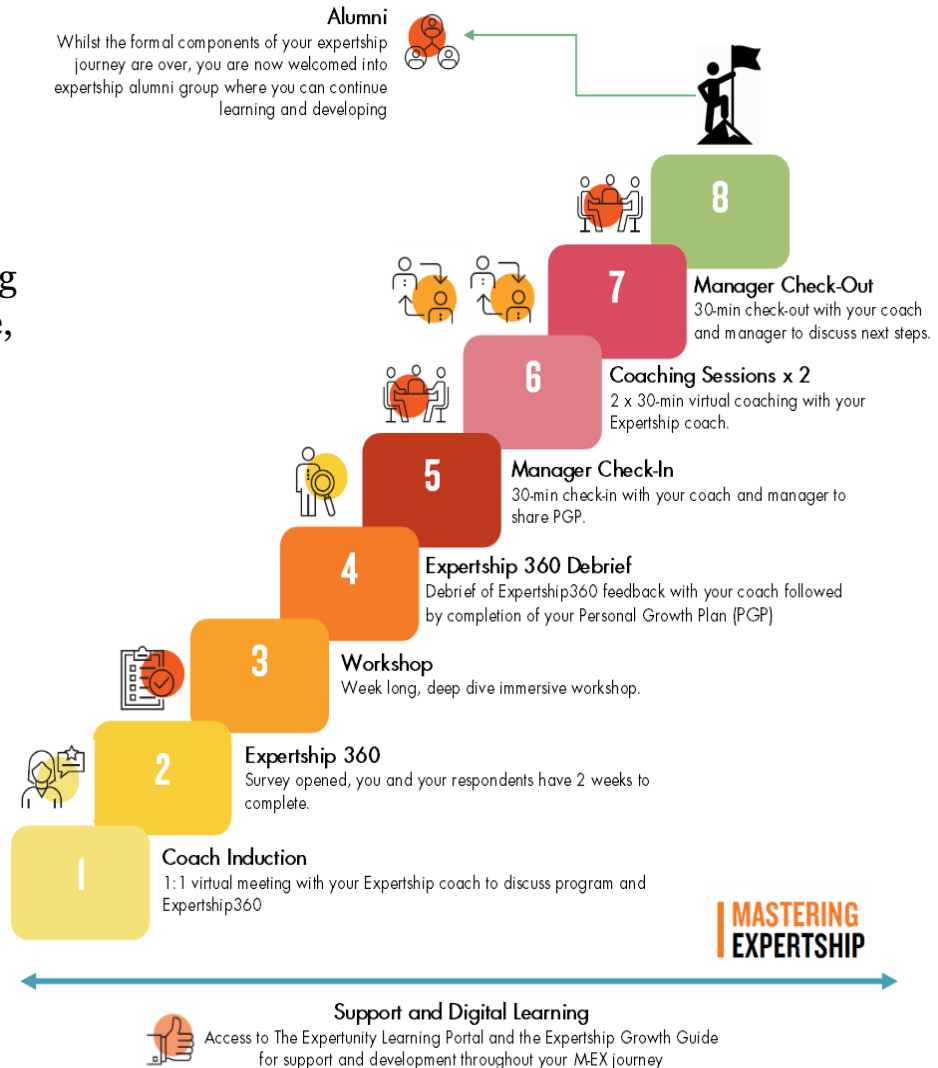 Alumni
Whilst the formal components of your expertship
journey are over, you are now welcomed into
expertship alumni group where you can continue
learning and developing
g
e,
8
Manager Check-Out
30-min check-out with your coach
and manager to discuss next steps.
7
Coaching Sessions x 2
2 x 30-min virtual coaching with your
Expertship coach.
6
Manager Check-In
30-min check-in with your coach and manager to
share PGP.
5
Expertship 360 Debrief
Debrief of Expertship360 feedback with your coach followed
by completion of your Personal Growth Plan (PGP)
4
Workshop
Week long, deep dive immersive workshop.
3
Expertship 360
Survey opened, you and your respondents have 2 weeks to
complete.
2
Coach Induction
1:1 virtual meeting with your Expertship coach to discuss program and
Expertship360
1
MASTERING
EXPERTSHIP
Support and Digital Learning
Access to The Expertunity Learning Portal and the Expertship Growth Guide
for support and development throughout your M-EX journey